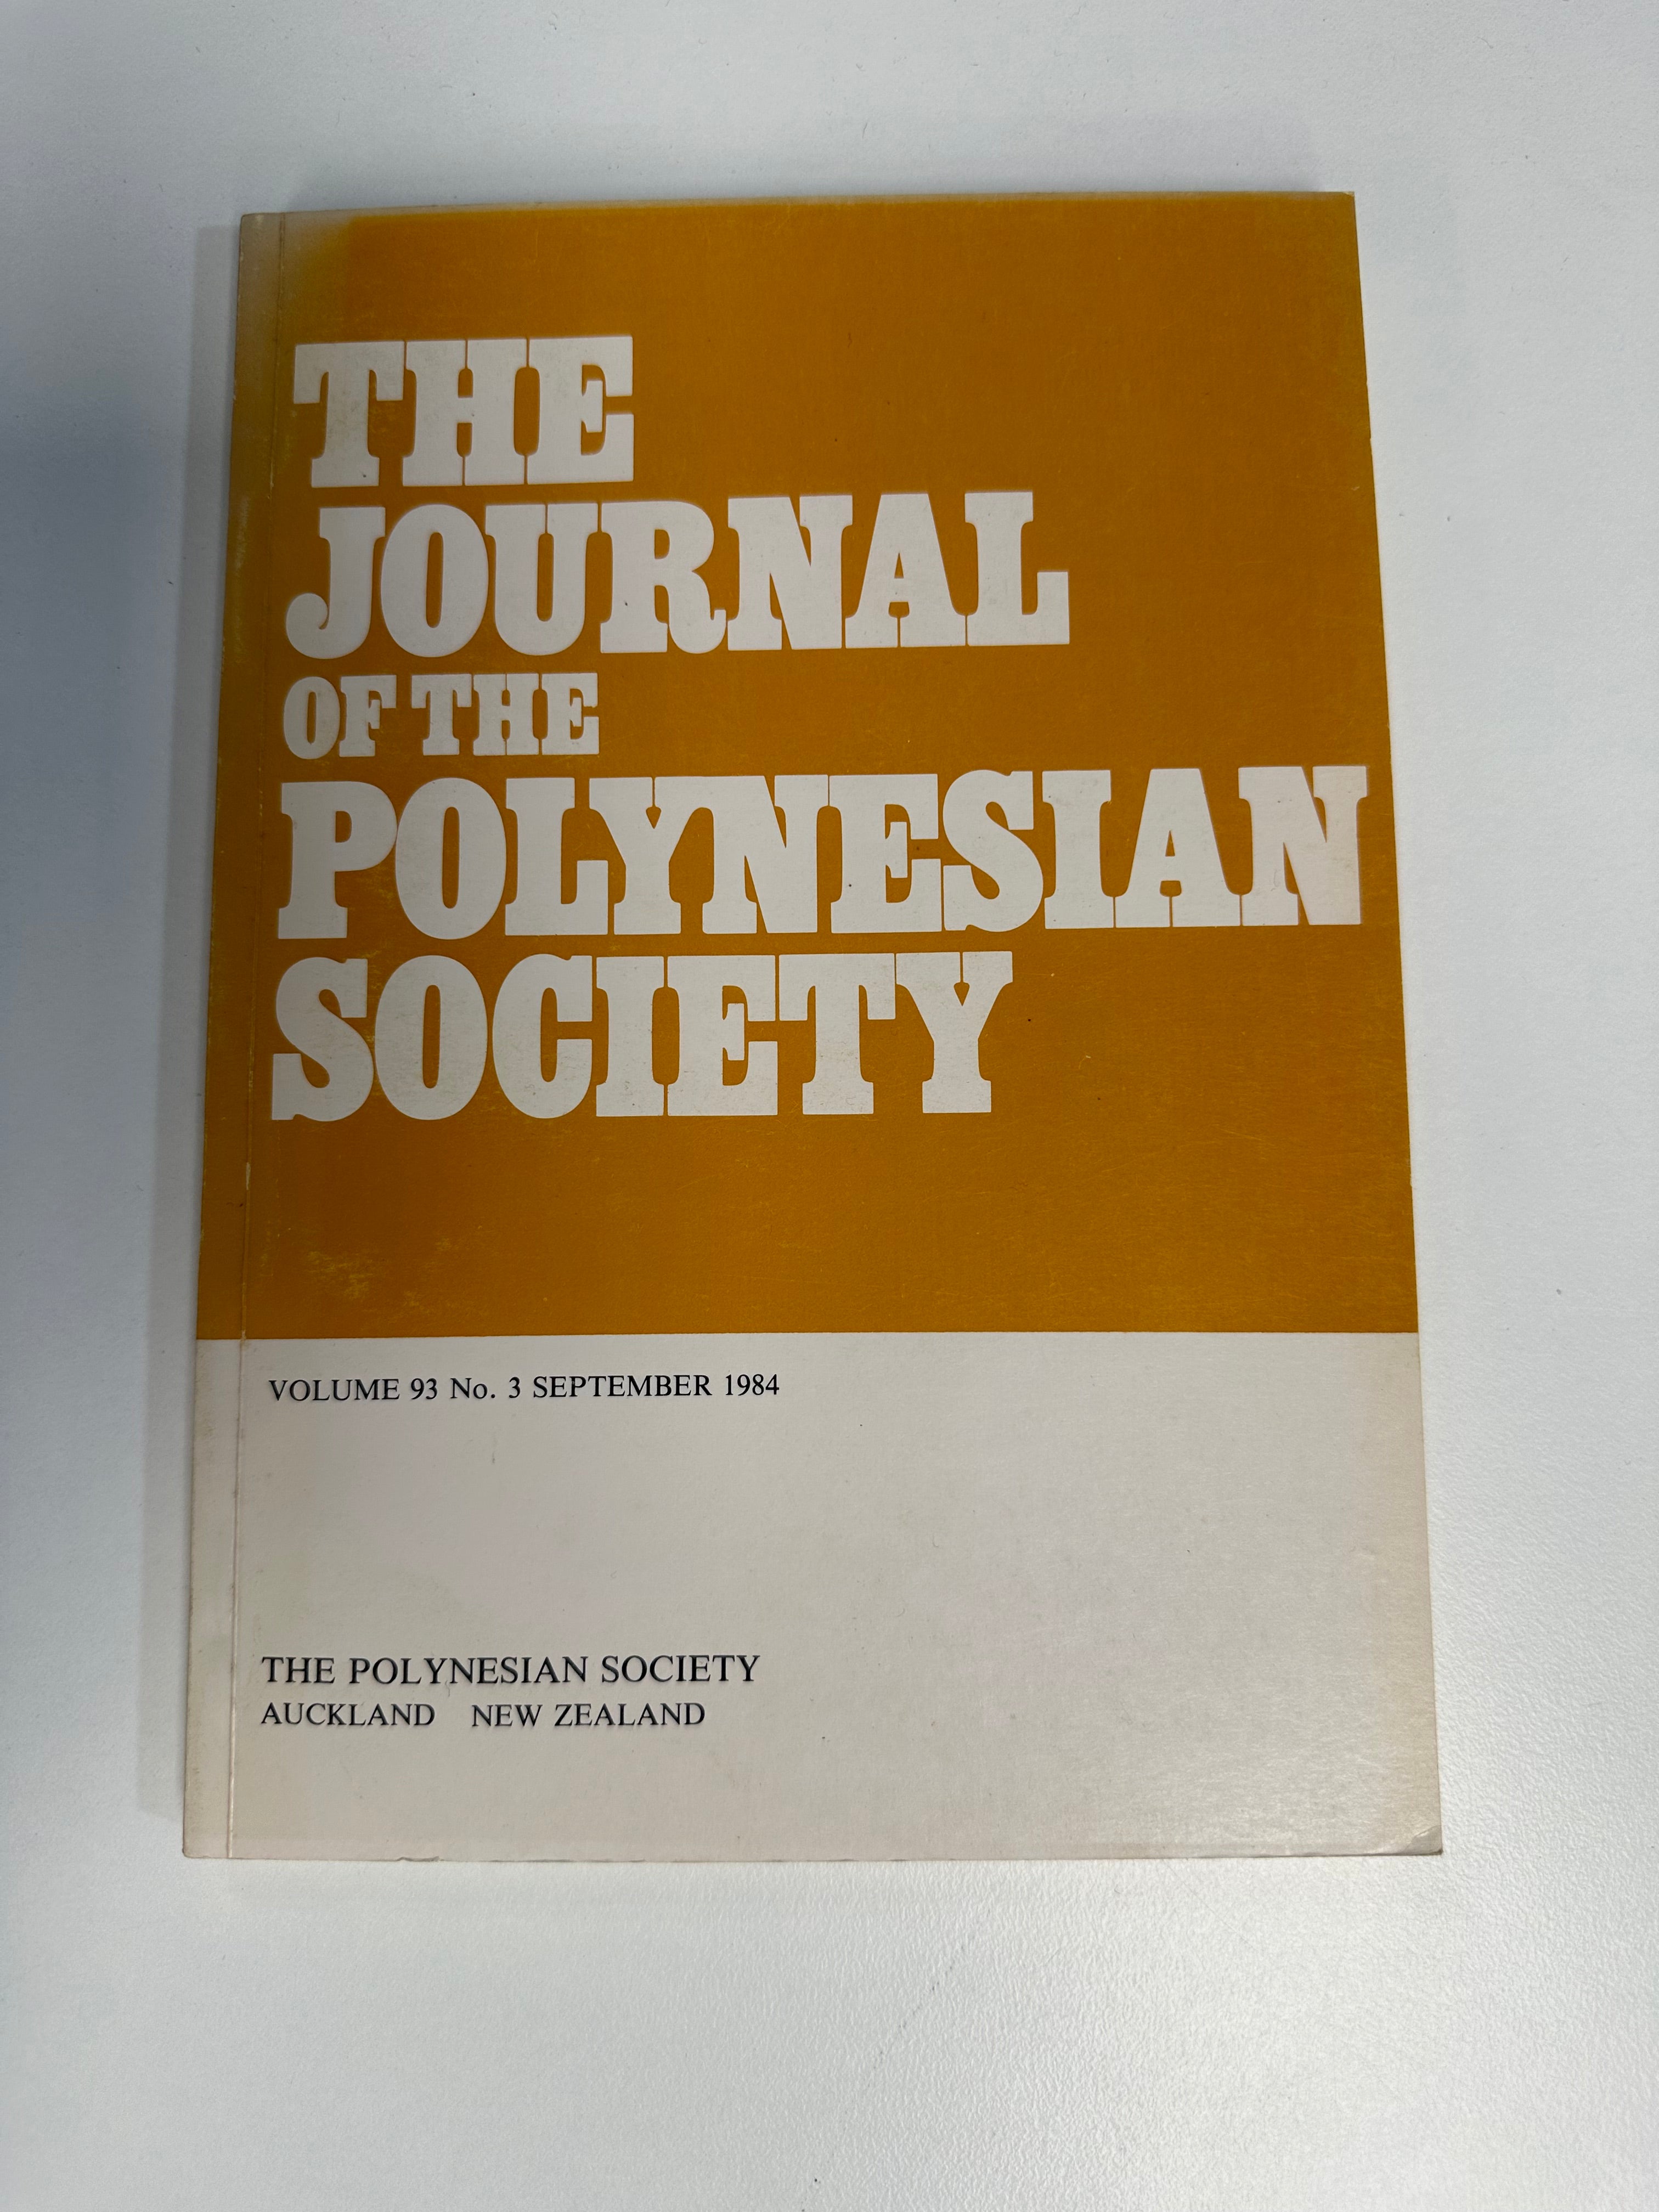 THE
JOURNAL
OF THE
POLYNESIAN
SOCIETY
VOLUME 93 No. 3 SEPTEMBER 1984
THE POLYNESIAN SOCIETY
AUCKLAND NEW ZEALAND